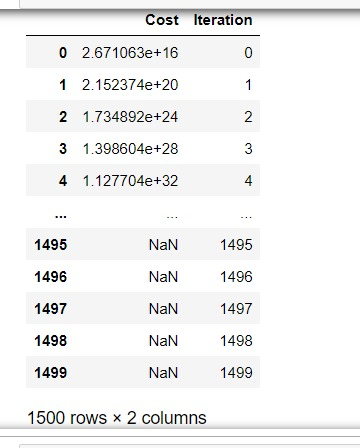 Cost Iteration
0 2.671063e+16 0
1 2.152374e+20 1
2 1.734892e+24 2
3 1.398604e+28 3
4 1.127704e+32 4
... ... ...
1495 NaN 1495
1496 NaN 1496
1497 NaN 1497
1498 NaN 1498
1499 NaN 1499
1500 rows × 2 columns